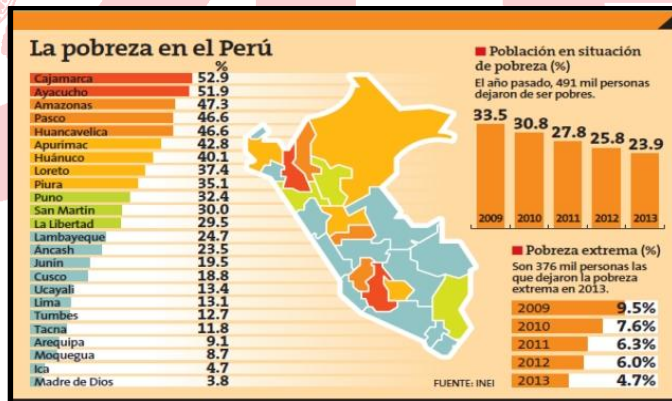 La pobreza en el Perú
%
Cajamarca 52.9
Ayacucho 51.9
Amazonas 47.3
Pasco 46.6
Huancavelica 46.6
Apurimac 42.8
Huánuco 40.1
Loreto 37.4
Piura 35.1
Puno 32.4
San Martin 30.0
La Libertad 29.5
Lambayeque 24.7
Ancash 23.5
Junín 19.5
Cusco 18.8
Ucayali 13.4
Lima 13.1
Tumbes 12.7
Tacna 11.8
Arequipa 9.1
Moquegua 8.7
Ica 4.7
Madre de Dios 3.8
FUENTE: INEI
Población en situación
de pobreza (%)
El año pasado, 491 mil personas
dejaron de ser pobres.
33.5 30.8 27.8 25.8 23.9
2009 2010 2011 2012 2013
Pobreza extrema (%)
Son 376 mil personas las
que dejaron la pobreza
extrema en 2013.
2009 9.5%
2010 7.6%
2011 6.3%
2012 6.0%
2013 4.7%